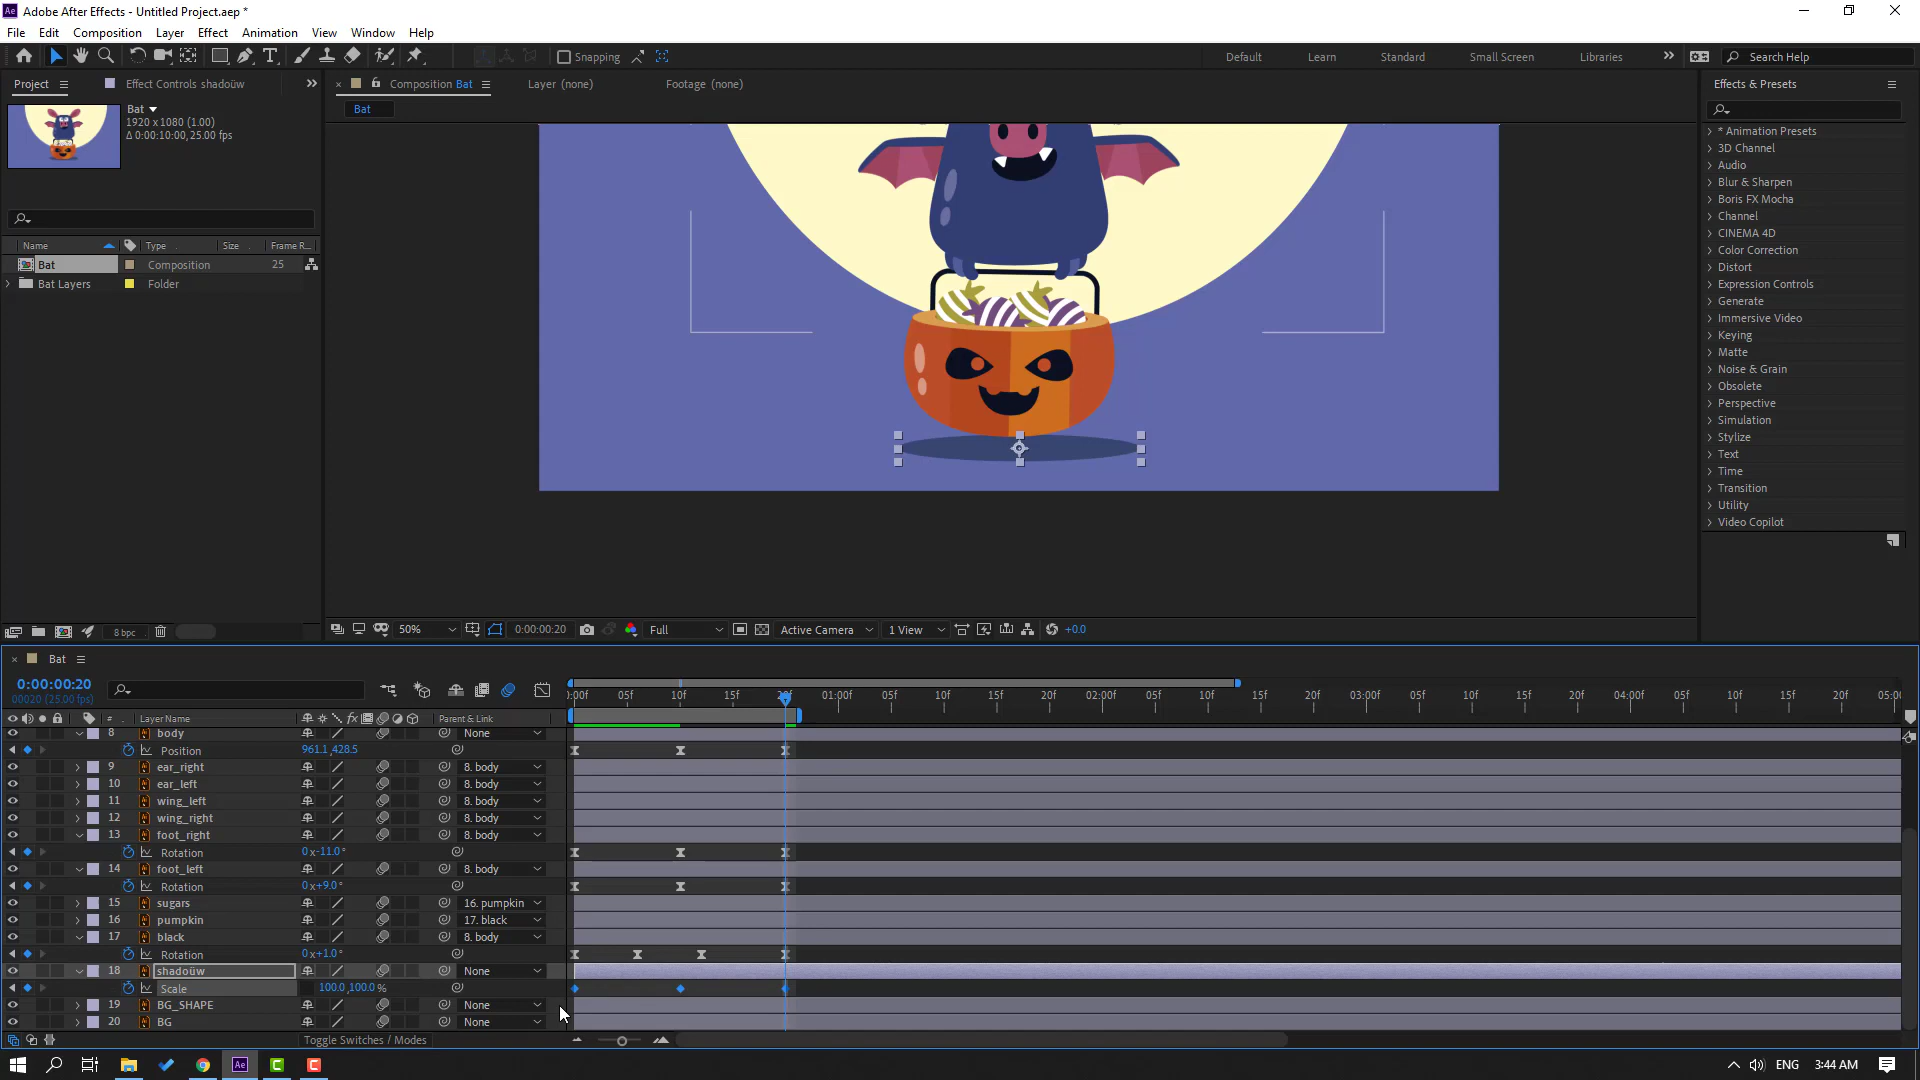 Adobe After Effects - Untitled Project.aep *
File Edit Composition Layer Effect Animation View Window Help
Snapping
Default Learn Standard Small Screen Libraries Search Help
Project Effect Controls shadoüw
Composition Bat Layer (none) Footage (none)
Effects & Presets
Bat
1920 x 1080 (1.00)
Δ 0:00:10:00, 25.00 fps
Bat
Name Type Size Frame R...
Bat Composition 25
Bat Layers Folder
* Animation Presets
3D Channel
Audio
Blur & Sharpen
Boris FX Mocha
Channel
CINEMA 4D
Color Correction
Distort
Expression Controls
Generate
Immersive Video
Keying
Matte
Noise & Grain
Obsolete
Perspective
Simulation
Stylize
Text
Time
Transition
Utility
Video Copilot
8 bpc
50% 0:00:00:20 Full Active Camera 1 View +0.0
Bat
0:00:00:20
00020 (25.00 fps)
05f 10f 15f 01:00f 05f 10f 15f 20f 02:00f 05f 10f 15f 20f 03:00f 05f 10f 15f 20f 04:00f 05f 10f 15f 20f
# Layer Name fx Parent & Link
8 body None
Position 961.1,428.5
9 ear_right 8. body
10 ear_left 8. body
11 wing_left 8. body
12 wing_right 8. body
13 foot_right 8. body
Rotation 0x-11.0°
14 foot_left 8. body
Rotation 0x+9.0°
15 sugars 16. pumpkin
16 pumpkin 17. black
17 black 8. body
Rotation 0x+1.0°
18 shadoüw None
Scale 100.0,100.0%
19 BG_SHAPE None
20 BG None
Toggle Switches / Modes
ENG 3:44 AM